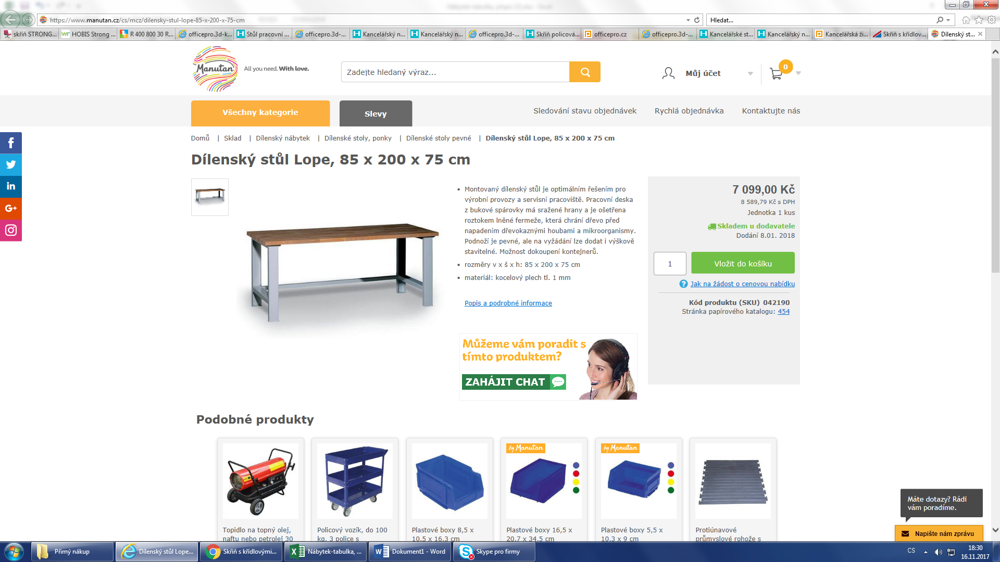 https://www.manutan.cz/cs/mcz/dilensky-stul-lope-85-x-200-x-75-cm
Hledat...
skříň STRONG...
HOBIS Strong ...
R 400 800 30 R...
officepro.3d-k...
Stůl pracovní ...
officepro.3d-...
Kancelářský n...
Kancelářský n...
officepro.3d-...
Skříň policová...
officepro.cz
officepro.3d-...
Kancelářské st...
Kancelářský n...
Kancelářská ži...
Skříň s křídlov...
Dílenský st...
Manutan
All you need. With love.
Zadejte hledaný výraz...
Můj účet
0
Všechny kategorie
Slevy
Sledování stavu objednávek
Rychlá objednávka
Kontaktujte nás
Domů | Sklad | Dílenský nábytek | Dílenské stoly, ponky | Dílenské stoly pevné | Dílenský stůl Lope, 85 x 200 x 75 cm
Dílenský stůl Lope, 85 x 200 x 75 cm
• Montovaný dílenský stůl je optimálním řešením pro
výrobní provozy a servisní pracoviště. Pracovní deska
z bukové spárovky má sražené hrany a je ošetřena
roztokem lněné fermeže, která chrání dřevo před
napadením dřevokaznými houbami a mikroorganismy.
Podnoží je pevné, ale na vyžádání lze dodat i výškově
stavitelné. Možnost dokoupení kontejnerů.
• rozměry v x š x h: 85 x 200 x 75 cm
• materiál: kocelový plech tl. 1 mm
Popis a podrobné informace
7 099,00 Kč
8 589,79 Kč s DPH
Jednotka 1 kus
Skladem u dodavatele
Dodání 8.01. 2018
1
Vložit do košíku
? Jak na žádost o cenovou nabídku
Kód produktu (SKU) 042190
Stránka papírového katalogu: 454
Můžeme vám poradit s
tímto produktem?
ZAHÁJIT CHAT
Podobné produkty
by Manutan
by Manutan
Topidlo na topný olej,
naftu nebo petrolej 30
Policový vozík, do 100
kg, 3 police s
Plastové boxy 8,5 x
10,5 x 16,3 cm
Plastové boxy 16,5 x
20,7 x 34,5 cm
Plastové boxy 5,5 x
10,3 x 9 cm
Protiúnavové
průmyslové rohože s
Máte dotazy? Rádi
vám poradíme.
Napište nám zprávu
Přímý nákup
Dílenský stůl Lope...
Skříň s křídlovými...
Nábytek-tabulka, ...
Dokument1 - Word
Skype pro firmy
CS
18:30
16.11.2017